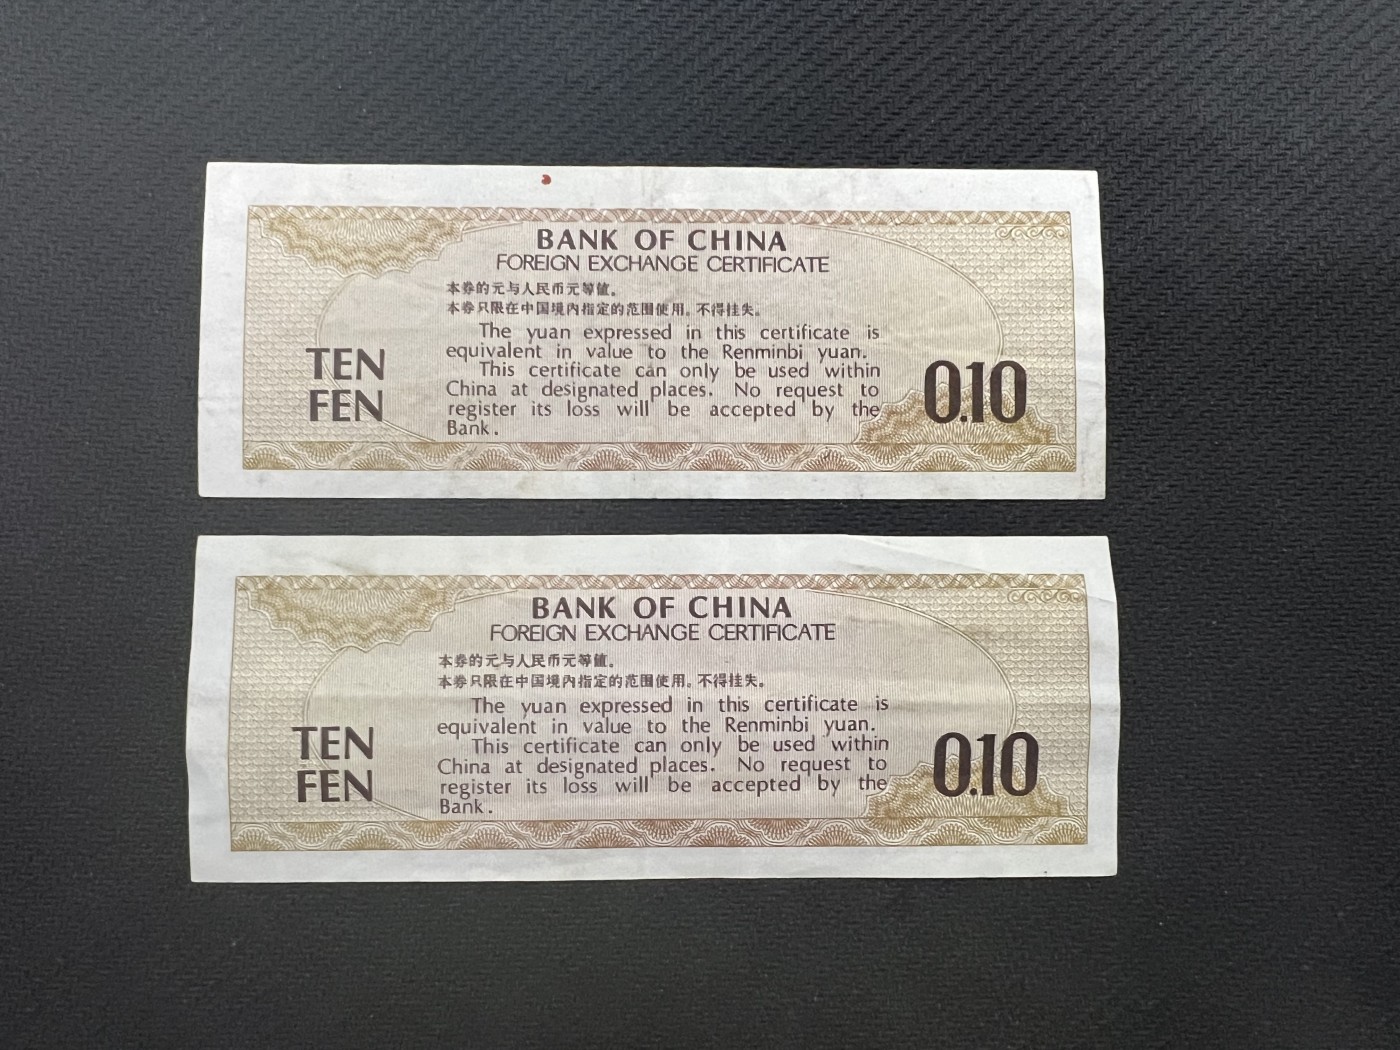 BANK OF CHINA
FOREIGN EXCHANGE CERTIFICATE
本券的元与人民币元等值。
本券只限在中国境内指定的范围使用。不得挂失。
The yuan expressed in this certificate is
equivalent in value to the Renminbi yuan.
This certificate can only be used within
China at designated places. No request to
register its loss will be accepted by the
Bank.
TEN
FEN
0.10
BANK OF CHINA
FOREIGN EXCHANGE CERTIFICATE
本券的元与人民币元等值。
本券只限在中国境内指定的范围使用。不得挂失。
The yuan expressed in this certificate is
equivalent in value to the Renminbi yuan.
This certificate can only be used within
China at designated places. No request to
register its loss will be accepted by the
Bank.
TEN
FEN
0.10